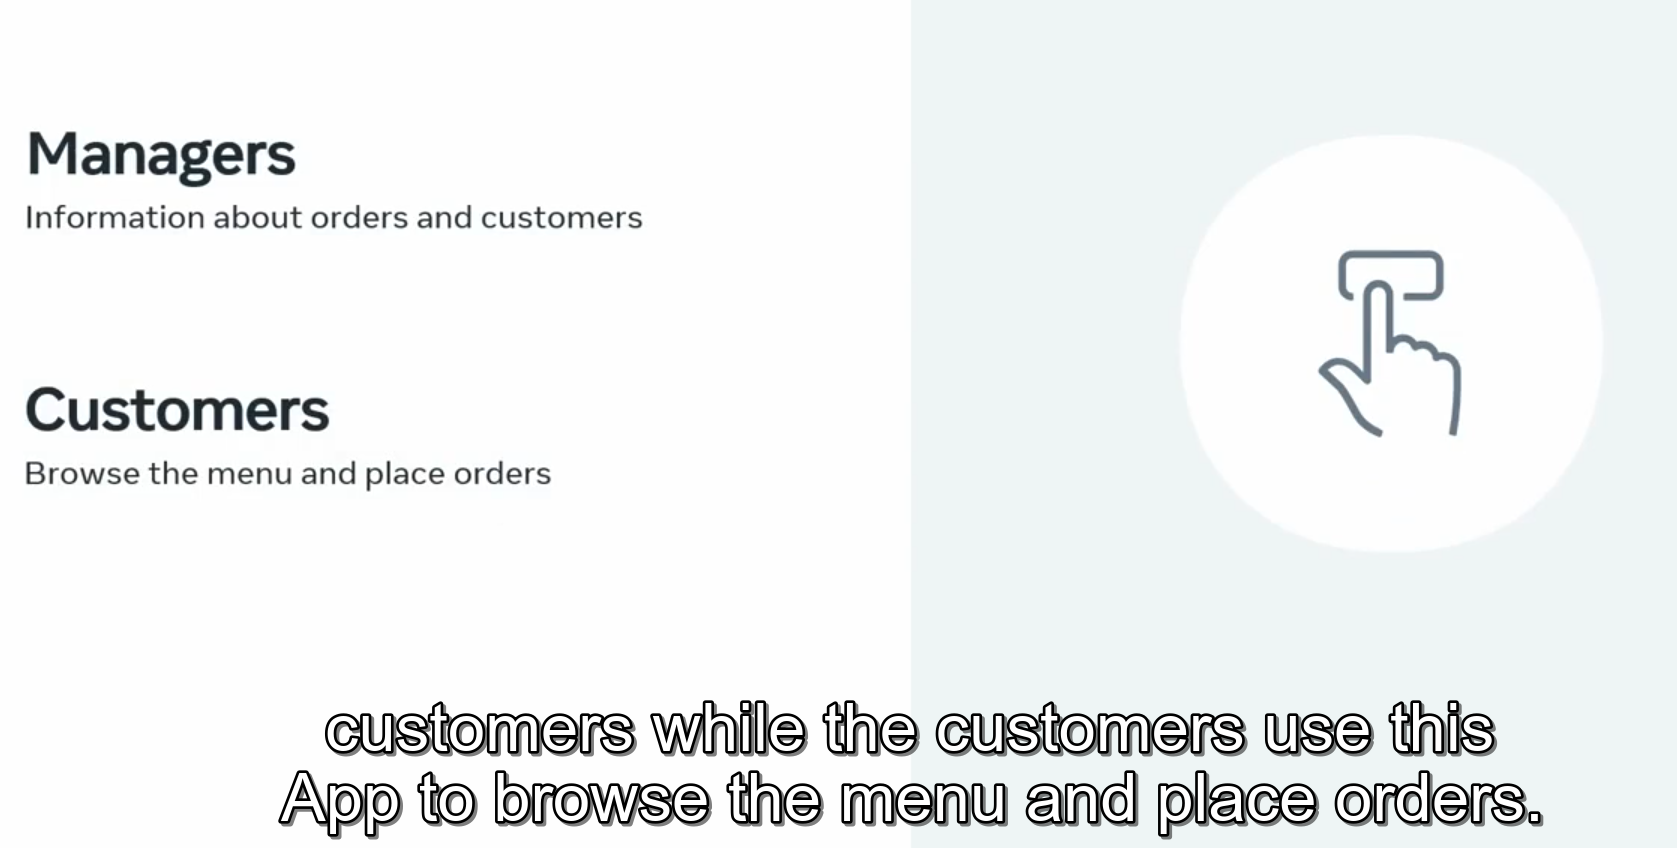 Managers
Information about orders and customers
Customers
Browse the menu and place orders
customers while the customers use this
App to browse the menu and place orders.